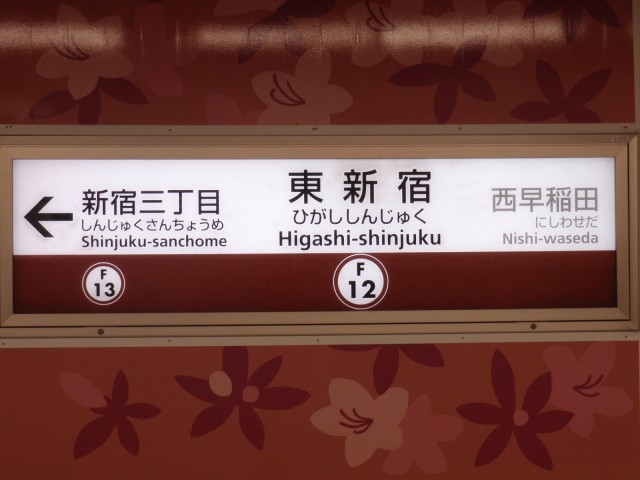 新宿三丁目
しんじゅくさんちょうめ
Shinjuku-sanchome
F
13
東新宿
ひがししんじゅく
Higashi-shinjuku
F
12
西早稲田
にしわせだ
Nishi-waseda